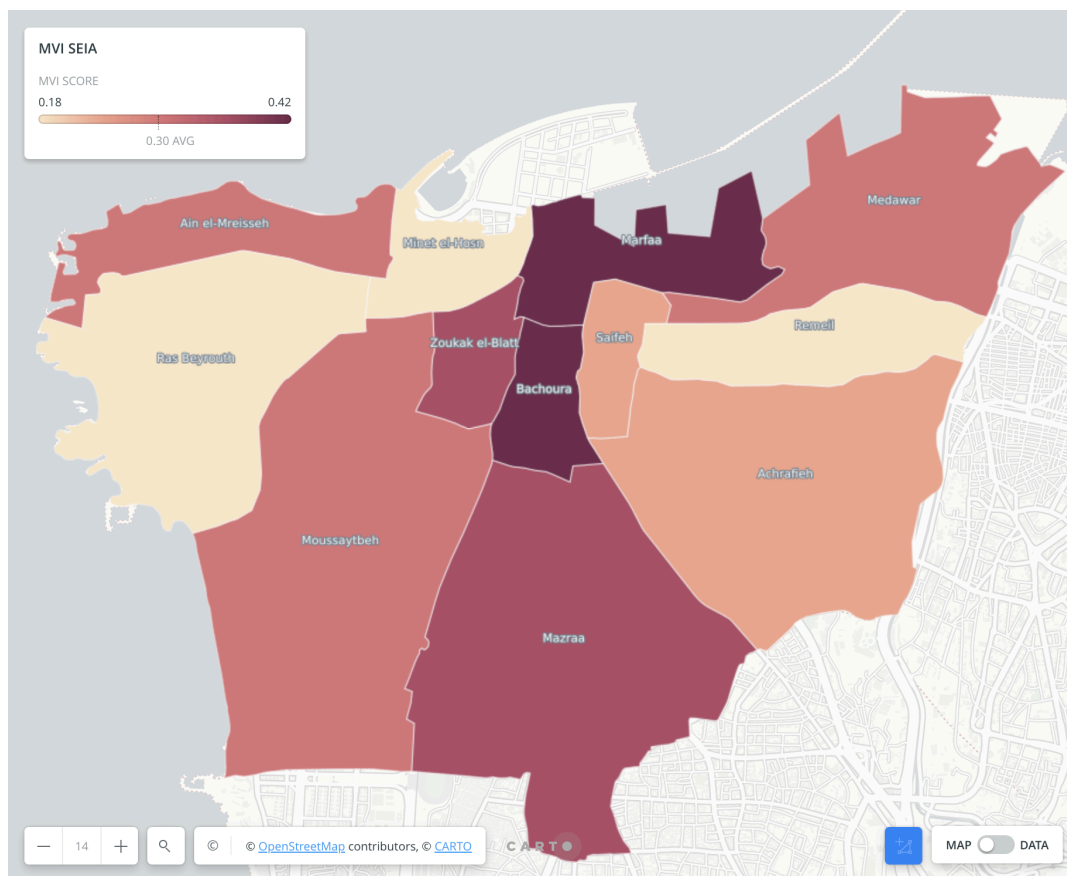 MVI SEIA
MVI SCORE
0.18 0.42
0.30 AVG
Medawar
Ain el-Mreisseh
Marfaa
Minet el-Hosn
Remeil
Saifeh
Zoukak el-Blatt
Ras Beyrouth
Bachoura
Achrafieh
Moussaytbeh
Mazraa
14
© © OpenStreetMap contributors, © CARTO
CARTO
MAP DATA